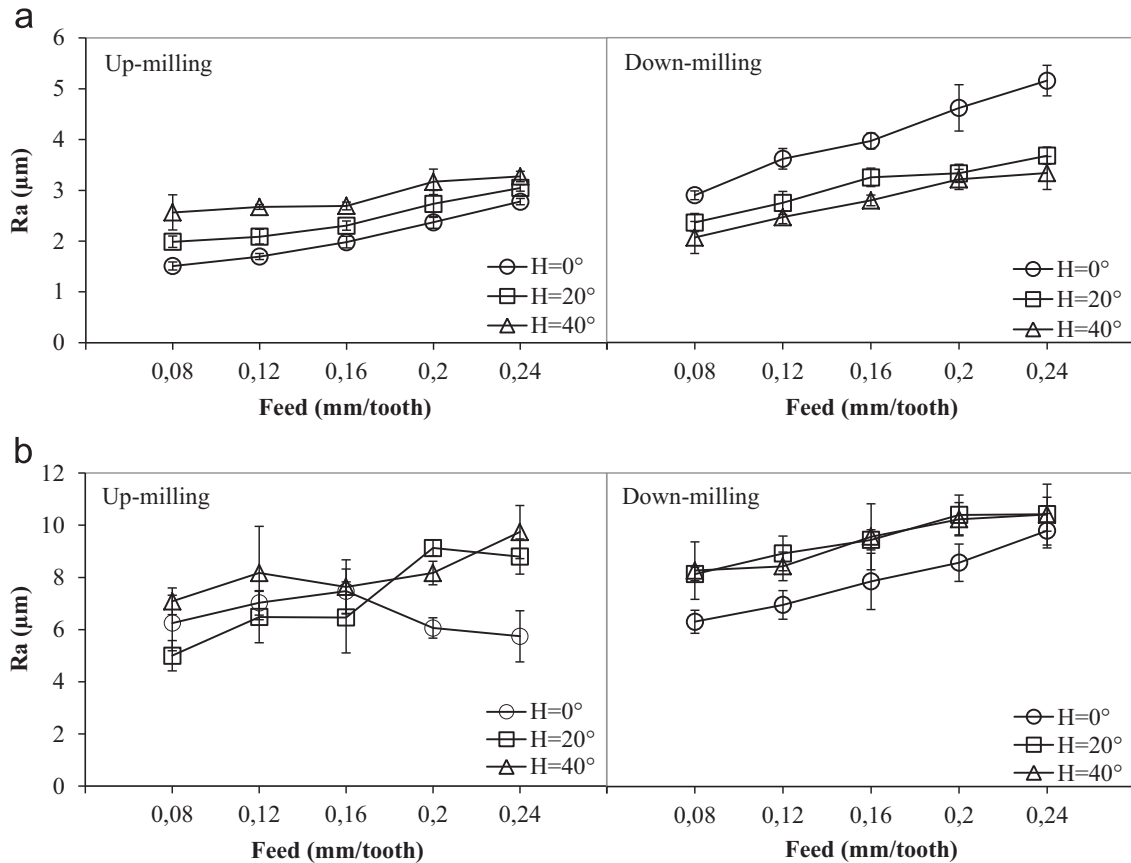 a
Up-milling
Down-milling
Ra (µm)
6
5
4
3
2
1
0
H=0°
H=20°
H=40°
H=0°
H=20°
H=40°
0,08 0,12 0,16 0,2 0,24
0,08 0,12 0,16 0,2 0,24
Feed (mm/tooth)
Feed (mm/tooth)
b
Up-milling
Down-milling
Ra (µm)
12
10
8
6
4
2
0
H=0°
H=20°
H=40°
H=0°
H=20°
H=40°
0,08 0,12 0,16 0,2 0,24
0,08 0,12 0,16 0,2 0,24
Feed (mm/tooth)
Feed (mm/tooth)